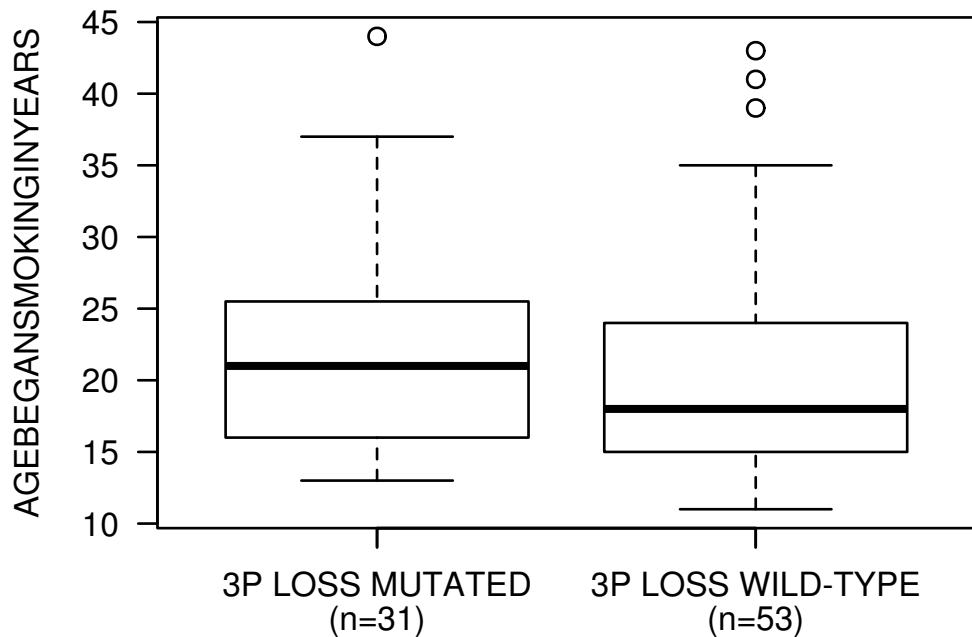 AGEBEGANSMOKINGINYEARS
45
40
35
30
25
20
15
10
3P LOSS MUTATED
(n=31)
3P LOSS WILD-TYPE
(n=53)